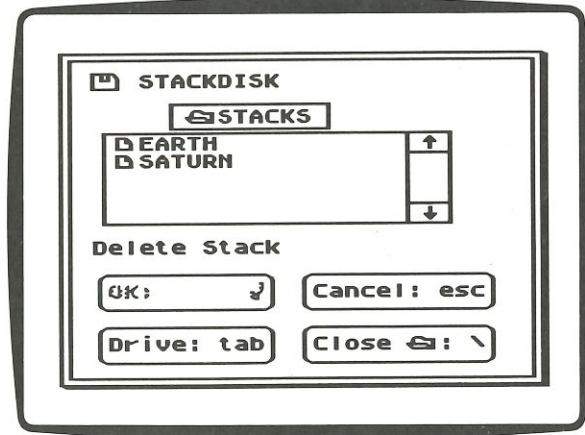 STACKDISK
STACKS
EARTH
SATURN
Delete Stack
OK:
Cancel: esc
Drive: tab
Close : \